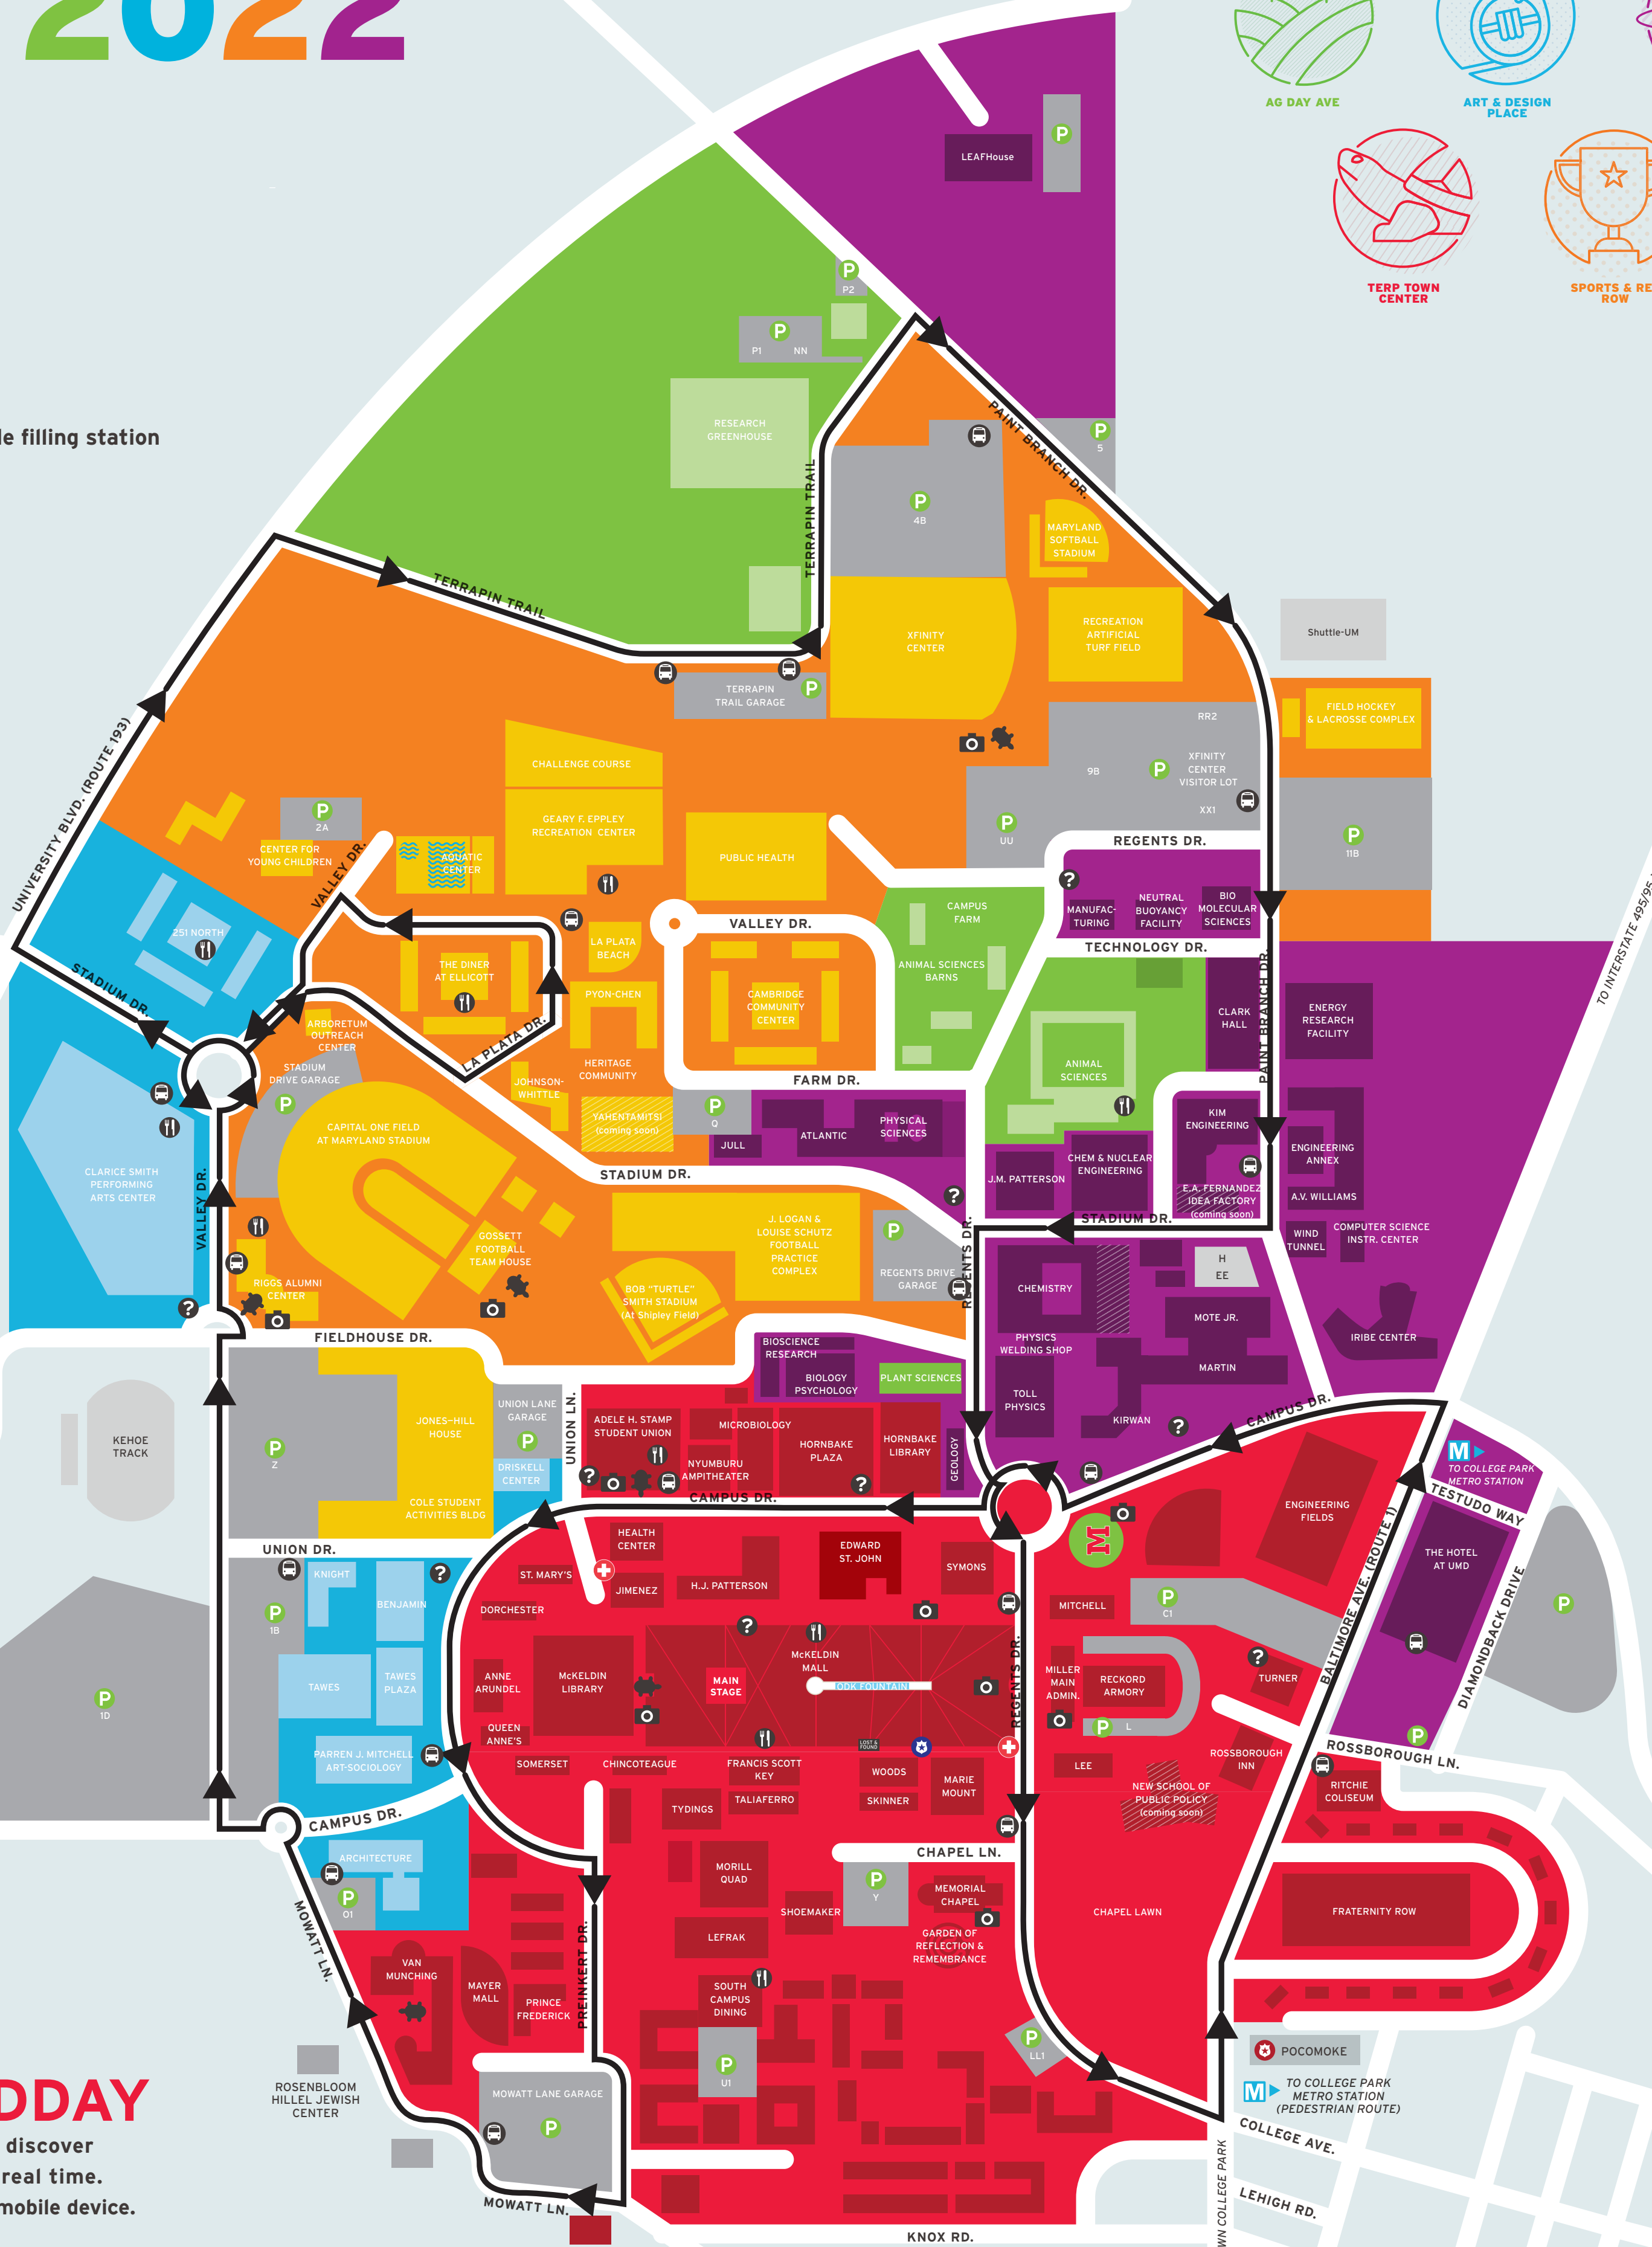 2022
AG DAY AVE
ART & DESIGN
PLACE
TERP TOWN
CENTER
SPORTS & RE
ROW
le filling station
LEAFHouse
P
P
P2
P
P1 NN
RESEARCH
GREENHOUSE
PAINT BRANCH DR.
P
S
P
4B
MARYLAND
SOFTBALL
STADIUM
TERRAPIN TRAIL
TERRAPIN TRAIL
XFINITY
CENTER
RECREATION
ARTIFICIAL
TURF FIELD
Shuttle-UM
TERRAPIN
TRAIL GARAGE
P
FIELD HOCKEY
& LACROSSE COMPLEX
RR2
9B
P
XFINITY
CENTER
VISITOR LOT
XX1
P
UU
P
11B
UNIVERSITY BLVD. (ROUTE 193)
CHALLENGE COURSE
GEARY F. EPPLEY
RECREATION CENTER
P
2A
CENTER FOR
YOUNG CHILDREN
VALLEY DR.
AQUATIC
CENTER
PUBLIC HEALTH
REGENTS DR.
?
MANUFAC-
TURING
NEUTRAL
BUOYANCY
FACILITY
BIO
MOLECULAR
SCIENCES
TECHNOLOGY DR.
TO INTERSTATE 495/95
251 NORTH
STADIUM DR.
THE DINER
AT ELLICOTT
LA PLATA
BEACH
VALLEY DR.
CAMPUS
FARM
ANIMAL SCIENCES
BARNS
PYON-CHEN
CAMBRIDGE
COMMUNITY
CENTER
CLARK
HALL
PAINT BRANCH DR.
ENERGY
RESEARCH
FACILITY
ARBORETUM
OUTREACH
CENTER
LA PLATA DR.
HERITAGE
COMMUNITY
ANIMAL
SCIENCES
STADIUM
DRIVE GARAGE
P
JOHNSON-
WHITTLE
FARM DR.
YAHENTAMITSI
(coming soon)
P
Q
JULL
ATLANTIC
PHYSICAL
SCIENCES
KIM
ENGINEERING
ENGINEERING
ANNEX
CAPITAL ONE FIELD
AT MARYLAND STADIUM
CLARICE SMITH
PERFORMING
ARTS CENTER
VALLEY DR.
STADIUM DR.
J.M. PATTERSON
CHEM & NUCLEAR
ENGINEERING
E.A. FERNANDEZ
IDEA FACTORY
(coming soon)
A.V. WILLIAMS
?
STADIUM DR.
WIND
TUNNEL
COMPUTER SCIENCE
INSTR. CENTER
GOSSETT
FOOTBALL
TEAM HOUSE
J. LOGAN &
LOUISE SCHUTZ
FOOTBALL
PRACTICE
COMPLEX
P
REGENTS DRIVE
GARAGE
REGENTS DR.
H
EE
CHEMISTRY
RIGGS ALUMNI
CENTER
?
BOB "TURTLE"
SMITH STADIUM
(At Shipley Field)
MOTE JR.
IRIBE CENTER
PHYSICS
WELDING SHOP
MARTIN
FIELDHOUSE DR.
BIOSCIENCE
RESEARCH
BIOLOGY
PSYCHOLOGY
PLANT SCIENCES
TOLL
PHYSICS
KIRWAN
?
CAMPUS DR.
KEHOE
TRACK
P
Z
JONES-HILL
HOUSE
UNION LANE
GARAGE
P
DRISKELL
CENTER
UNION LN.
ADELE H. STAMP
STUDENT UNION
MICROBIOLOGY
NYUMBURU
AMPITHEATER
HORNBAKE
PLAZA
HORNBAKE
LIBRARY
GEOLOGY
?
?
M
TO COLLEGE PARK
METRO STATION
TESTUDO WAY
COLE STUDENT
ACTIVITIES BLDG
CAMPUS DR.
M
ENGINEERING
FIELDS
BALTIMORE AVE. (ROUTE 1)
THE HOTEL
AT UMD
DIAMONDBACK DRIVE
P
UNION DR.
KNIGHT
BENJAMIN
?
P
1B
HEALTH
CENTER
ST. MARY'S
JIMENEZ
H.J. PATTERSON
EDWARD
ST. JOHN
SYMONS
DORCHESTER
MITCHELL
P
C1
?
TAWES
TAWES
PLAZA
ANNE
ARUNDEL
McKELDIN
LIBRARY
MAIN
STAGE
McKELDIN
MALL
ODK FOUNTAIN
REGENTS DR.
MILLER
MAIN
ADMIN.
RECKORD
ARMORY
P
L
?
TURNER
P
1D
QUEEN
ANNE'S
PARREN J. MITCHELL
ART-SOCIOLOGY
SOMERSET
CHINCOTEAGUE
FRANCIS SCOTT
KEY
LOST &
FOUND
WOODS
MARIE
MOUNT
LEE
ROSSBOROUGH
INN
P
ROSSBOROUGH LN.
TYDINGS
TALIAFERRO
SKINNER
NEW SCHOOL OF
PUBLIC POLICY
(coming soon)
RITCHIE
COLISEUM
CAMPUS DR.
ARCHITECTURE
P
O1
CHAPEL LN.
MORILL
QUAD
SHOEMAKER
P
Y
MEMORIAL
CHAPEL
GARDEN OF
REFLECTION &
REMEMBRANCE
CHAPEL LAWN
FRATERNITY ROW
MOWATT LN.
LEFRAK
VAN
MUNCHING
MAYER
MALL
PRINCE
FREDERICK
PREINKERT DR.
SOUTH
CAMPUS
DINING
P
U1
P
LL1
POCOMOKE
M
TO COLLEGE PARK
METRO STATION
(PEDESTRIAN ROUTE)
ROSENBLOOM
HILLEL JEWISH
CENTER
MOWATT LANE GARAGE
P
MOWATT LN.
COLLEGE AVE.
LEHIGH RD.
KNOX RD.
WN COLLEGE PARK
DDAY
discover
real time.
mobile device.